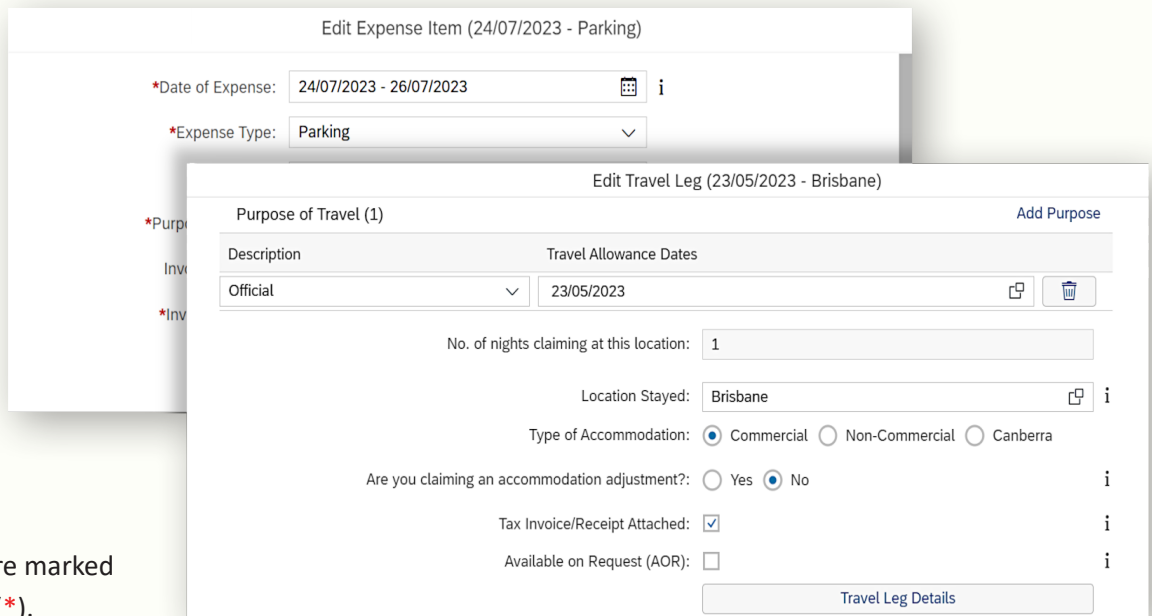 Edit Expense Item (24/07/2023 - Parking)
*Date of Expense: 24/07/2023 - 26/07/2023 i
*Expense Type: Parking
Edit Travel Leg (23/05/2023 - Brisbane)
Purpose of Travel (1) Add Purpose
Description Travel Allowance Dates
Official 23/05/2023
No. of nights claiming at this location: 1
Location Stayed: Brisbane i
Type of Accommodation: Commercial Non-Commercial Canberra
Are you claiming an accommodation adjustment?: Yes No i
Tax Invoice/Receipt Attached: i
Available on Request (AOR): i
Travel Leg Details
*Purp
Inv
*Inv
re marked
*).